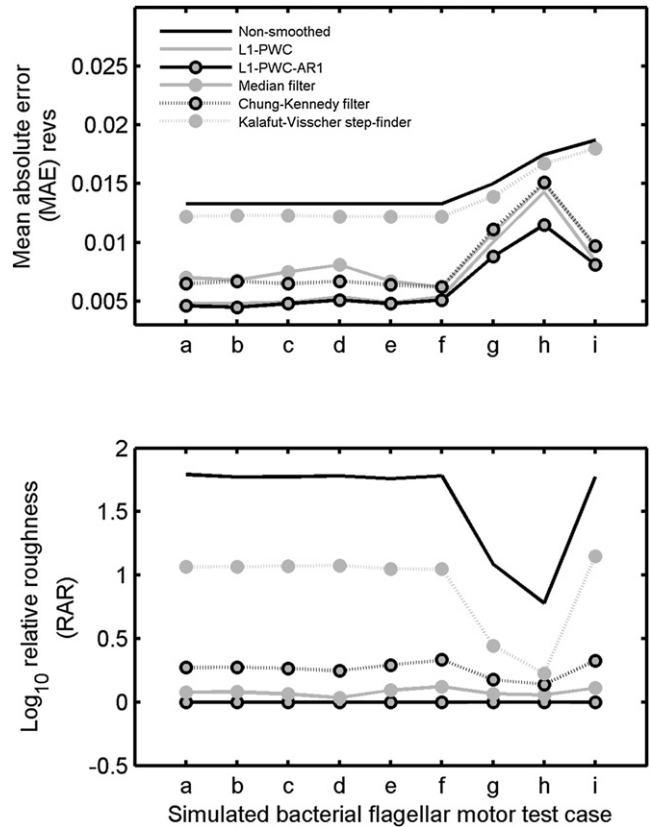 Non-smoothed
L1-PWC
L1-PWC-AR1
Median filter
Chung-Kennedy filter
Kalafut-Visscher step-finder
Mean absolute error
(MAE) revs
0.025
0.02
0.015
0.01
0.005
a b c d e f g h i
Log10 relative roughness
(RAR)
2
1.5
1
0.5
0
-0.5
a b c d e f g h i
Simulated bacterial flagellar motor test case